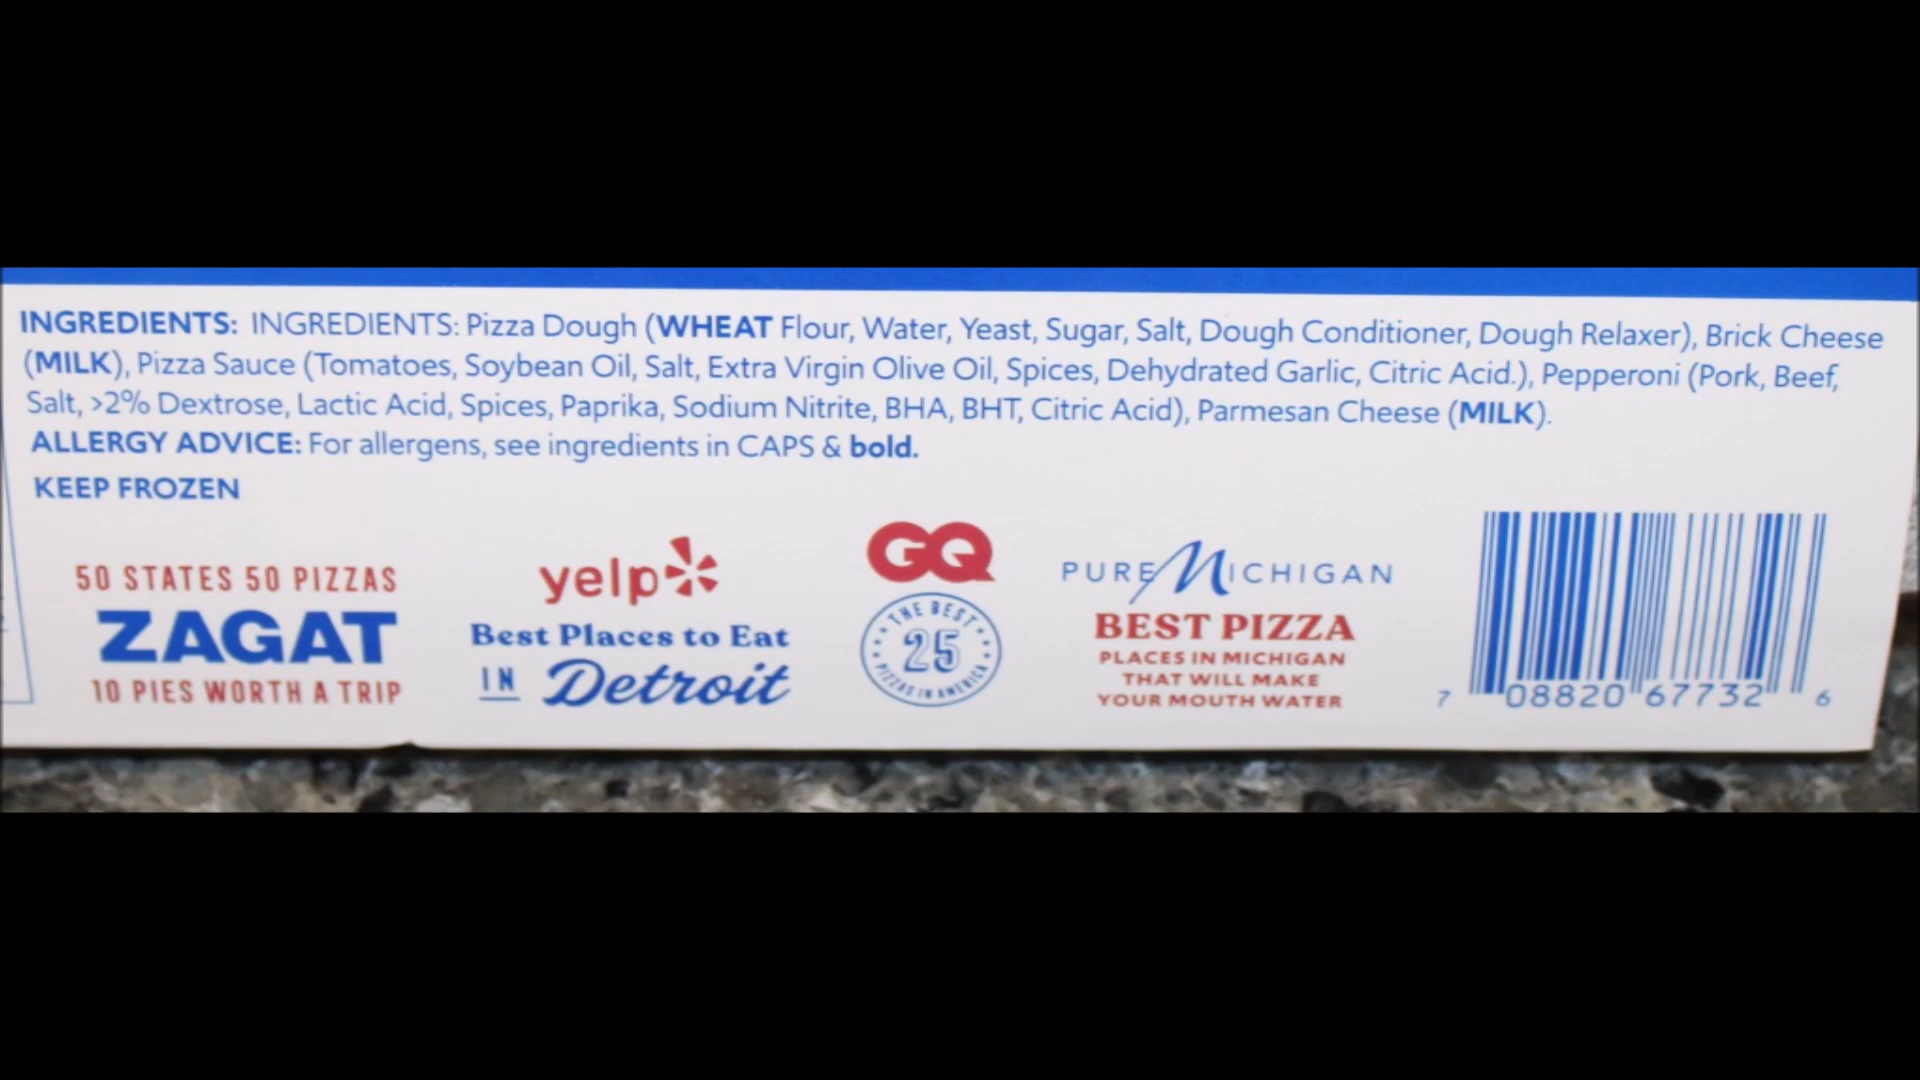 INGREDIENTS: INGREDIENTS: Pizza Dough (WHEAT Flour, Water, Yeast, Sugar, Salt, Dough Conditioner, Dough Relaxer), Brick Cheese
(MILK), Pizza Sauce (Tomatoes, Soybean Oil, Salt, Extra Virgin Olive Oil, Spices, Dehydrated Garlic, Citric Acid.), Pepperoni (Pork, Beef,
Salt, >2% Dextrose, Lactic Acid, Spices, Paprika, Sodium Nitrite, BHA, BHT, Citric Acid), Parmesan Cheese (MILK).
ALLERGY ADVICE: For allergens, see ingredients in CAPS & bold.
KEEP FROZEN
50 STATES 50 PIZZAS
ZAGAT
10 PIES WORTH A TRIP
yelp
Best Places to Eat
IN Detroit
GQ
THE BEST
25
PIZZAS IN AMERICA
PURE MICHIGAN
BEST PIZZA
PLACES IN MICHIGAN
THAT WILL MAKE
YOUR MOUTH WATER
7 08820 67732 6